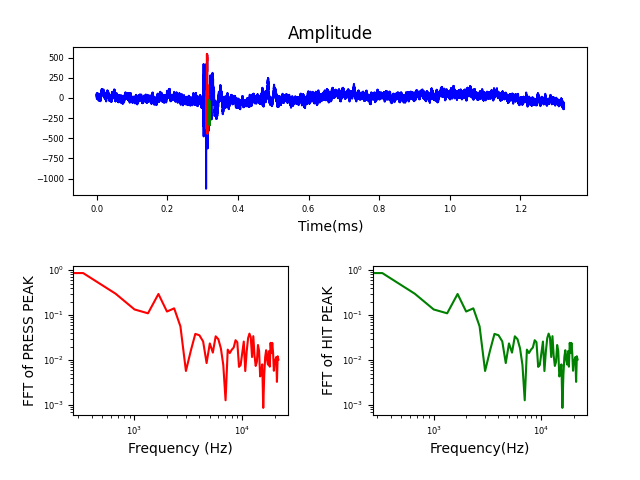 Amplitude
500
250
0
−250
−500
−750
−1000
0.0 0.2 0.4 0.6 0.8 1.0 1.2
Time(ms)
FFT of PRESS PEAK
10⁰
10⁻¹
10⁻²
10⁻³
10³ 10⁴
Frequency (Hz)
FFT of HIT PEAK
10⁰
10⁻¹
10⁻²
10⁻³
10³ 10⁴
Frequency(Hz)